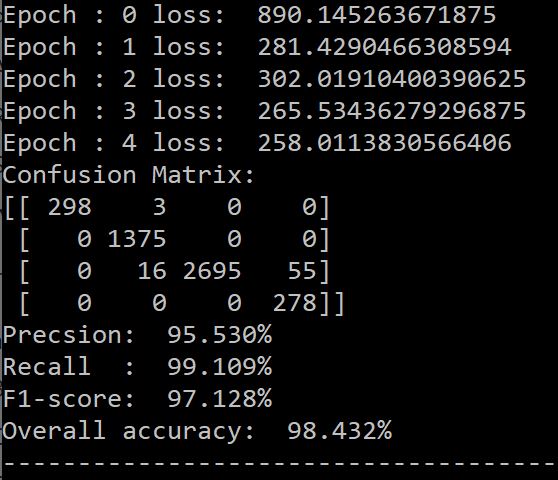 Epoch : 0 loss:  890.145263671875
Epoch : 1 loss:  281.4290466308594
Epoch : 2 loss:  302.01910400390625
Epoch : 3 loss:  265.53436279296875
Epoch : 4 loss:  258.0113830566406
Confusion Matrix:
[[ 298    3    0    0]
 [   0 1375    0    0]
 [   0   16 2695   55]
 [   0    0    0  278]]
Precsion:  95.530%
Recall  :  99.109%
F1-score:  97.128%
Overall accuracy:  98.432%
-------------------------------------